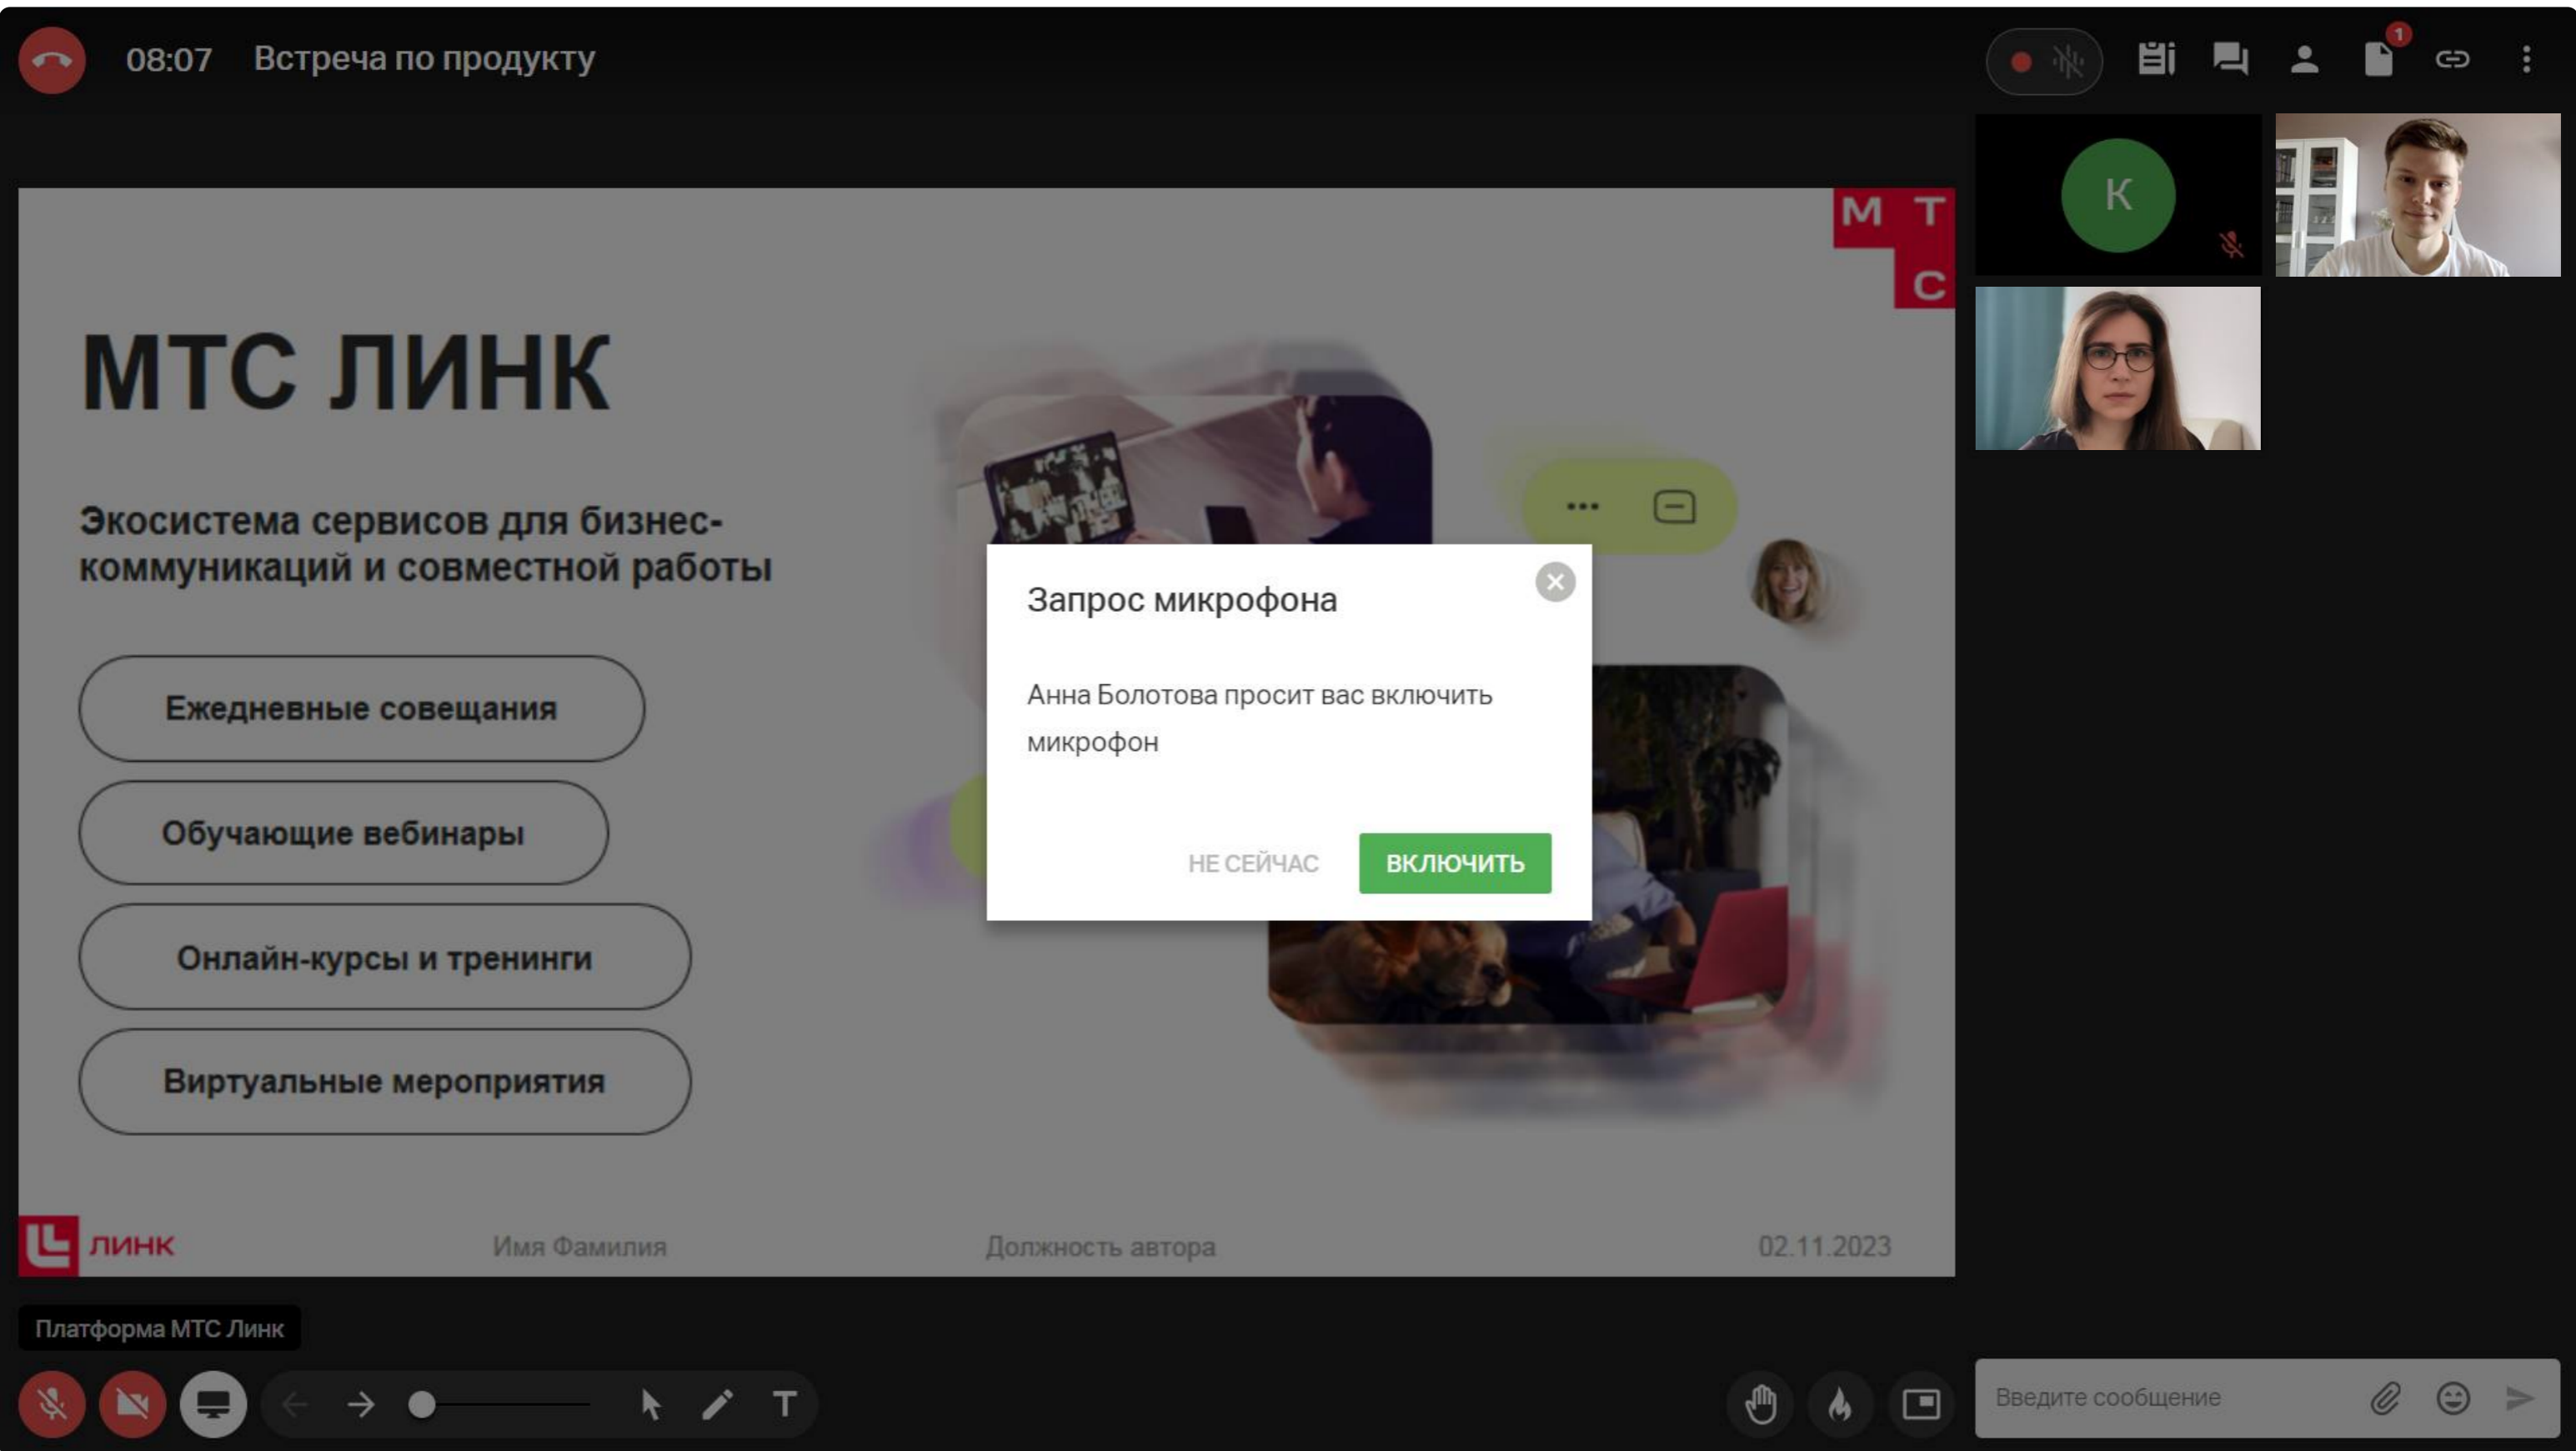 08:07 Встреча по продукту
1
К
М Т
С
МТС ЛИНК
Экосистема сервисов для бизнес-
коммуникаций и совместной работы
Ежедневные совещания
Обучающие вебинары
Онлайн-курсы и тренинги
Виртуальные мероприятия
Запрос микрофона
Анна Болотова просит вас включить
микрофон
НЕ СЕЙЧАС ВКЛЮЧИТЬ
ЛИНК Имя Фамилия Должность автора 02.11.2023
Платформа МТС Линк
T
Введите сообщение